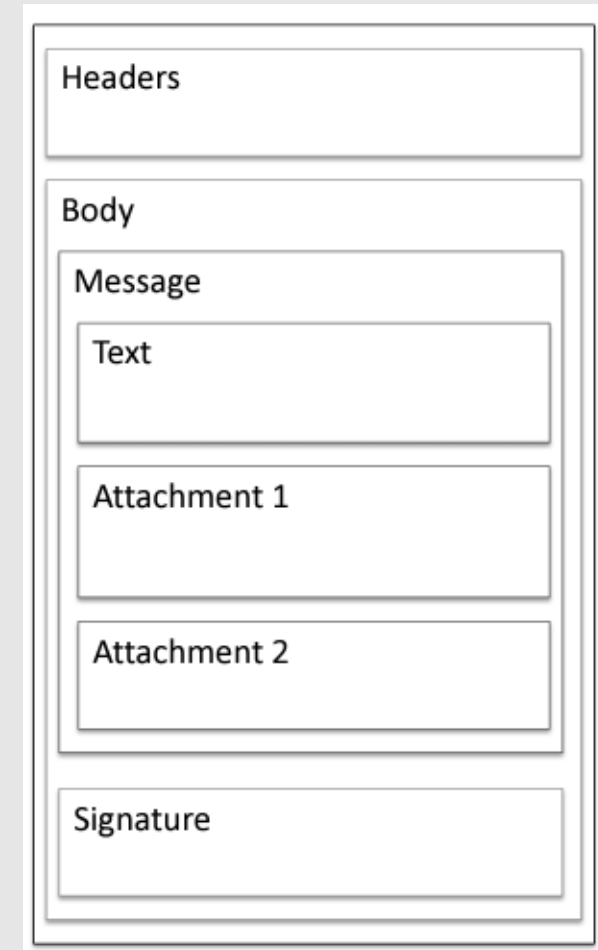 Headers
Body
Message
Text
Attachment 1
Attachment 2
Signature